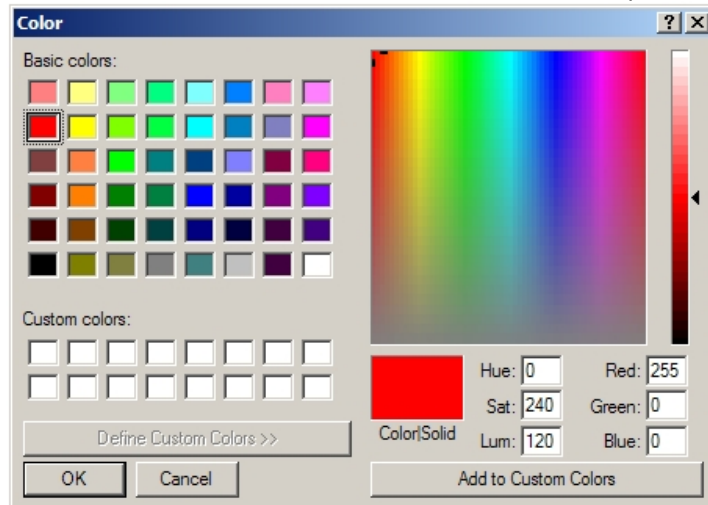 Color
Basic colors:
Custom colors:
Define Custom Colors >>
OK Cancel
Color|Solid
Hue: 0 Red: 255
Sat: 240 Green: 0
Lum: 120 Blue: 0
Add to Custom Colors